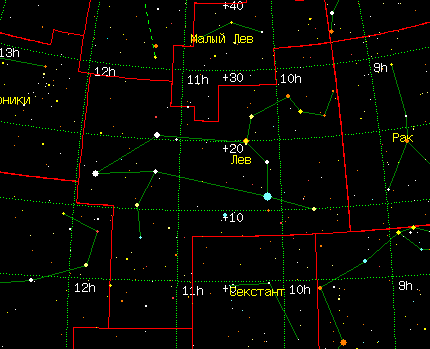 +40
Малый Лев
13h
12h
11h
+30
10h
9h
оники
+20
Лев
Рак
+10
12h
11h
Секстант
10h
9h